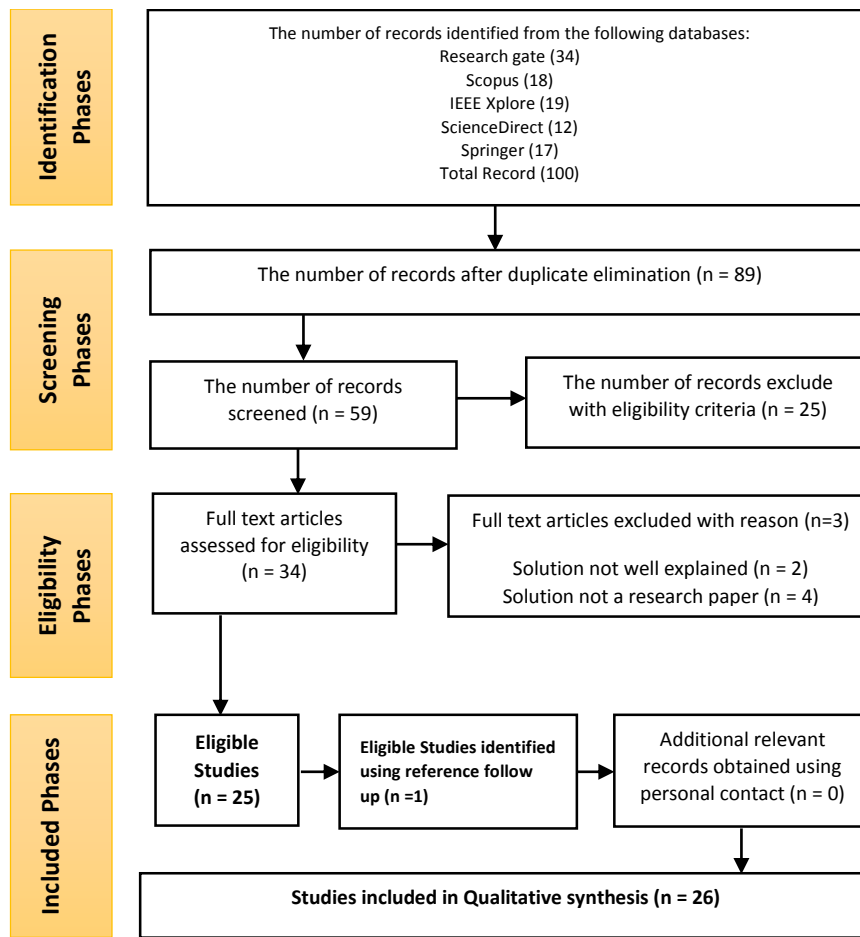 Identification
Phases
The number of records identified from the following databases:
Research gate (34)
Scopus (18)
IEEE Xplore (19)
ScienceDirect (12)
Springer (17)
Total Record (100)
Screening
Phases
The number of records after duplicate elimination (n = 89)
The number of records
screened (n = 59)
The number of records exclude
with eligibility criteria (n = 25)
Eligibility
Phases
Full text articles
assessed for eligibility
(n = 34)
Full text articles excluded with reason (n=3)
Solution not well explained (n = 2)
Solution not a research paper (n = 4)
Included Phases
Eligible
Studies
(n = 25)
Eligible Studies identified
using reference follow
up (n =1)
Additional relevant
records obtained using
personal contact (n = 0)
Studies included in Qualitative synthesis (n = 26)